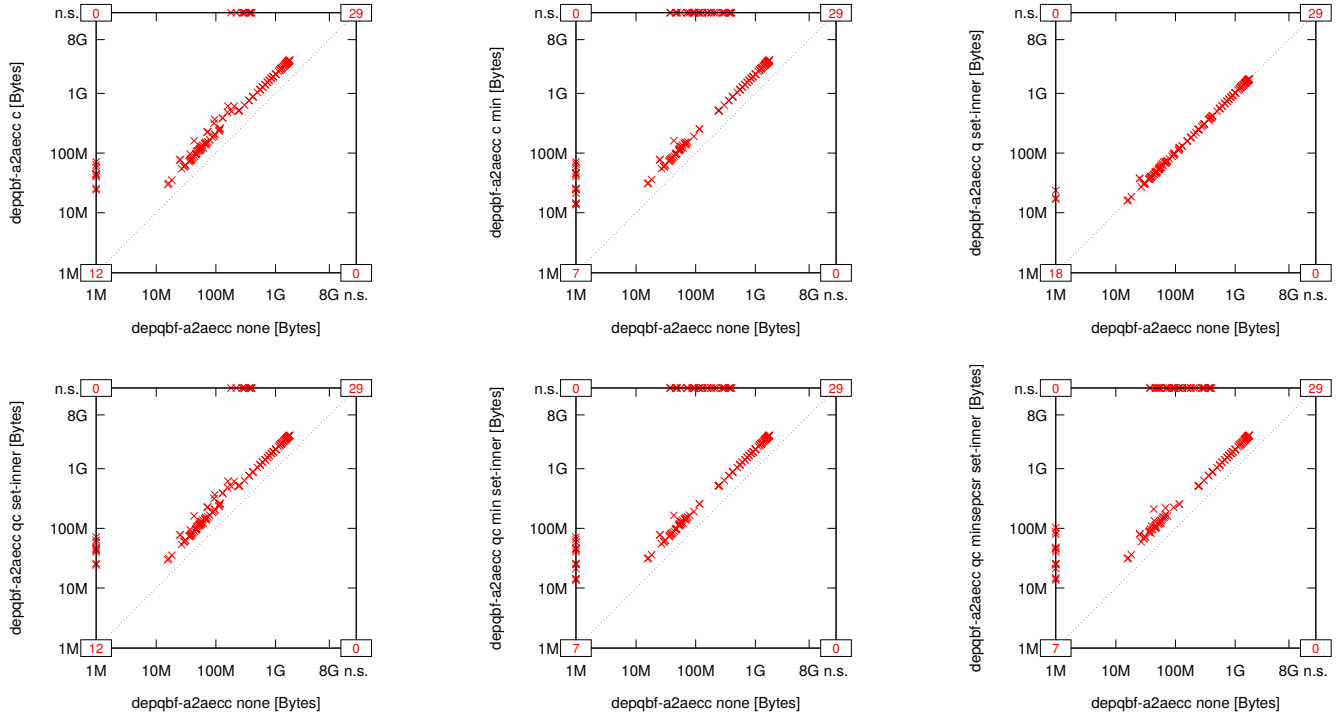 n.s. 0 29
8G
1G
100M
10M
1M 12 0
1M 10M 100M 1G 8G n.s.
depqbf-a2aecc none [Bytes]
depqbf-a2aecc c [Bytes]
n.s. 0 29
8G
1G
100M
10M
1M 7 0
1M 10M 100M 1G 8G n.s.
depqbf-a2aecc none [Bytes]
depqbf-a2aecc c min [Bytes]
n.s. 0 29
8G
1G
100M
10M
1M 18 0
1M 10M 100M 1G 8G n.s.
depqbf-a2aecc none [Bytes]
depqbf-a2aecc q set-inner [Bytes]
n.s. 0 29
8G
1G
100M
10M
1M 12 0
1M 10M 100M 1G 8G n.s.
depqbf-a2aecc none [Bytes]
depqbf-a2aecc qc set-inner [Bytes]
n.s. 0 29
8G
1G
100M
10M
1M 7 0
1M 10M 100M 1G 8G n.s.
depqbf-a2aecc none [Bytes]
depqbf-a2aecc qc min set-inner [Bytes]
n.s. 0 29
8G
1G
100M
10M
1M 7 0
1M 10M 100M 1G 8G n.s.
depqbf-a2aecc none [Bytes]
depqbf-a2aecc qc minsepcsr set-inner [Bytes]